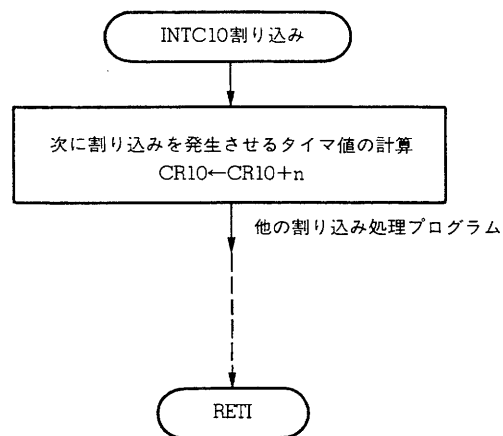 INTC10割り込み
次に割り込みを発生させるタイマ値の計算
CR10←CR10+n
他の割り込み処理プログラム
RETI